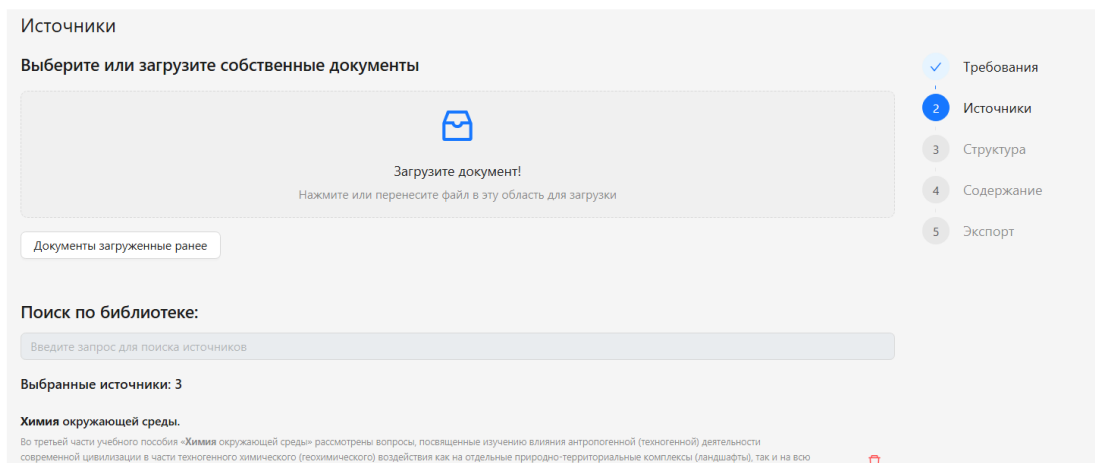 Источники
Выберите или загрузите собственные документы
Загрузите документ!
Нажмите или перенесите файл в эту область для загрузки
Документы загруженные ранее
Поиск по библиотеке:
Введите запрос для поиска источников
Выбранные источники: 3
Химия окружающей среды.
Во третьей части учебного пособия «Химия окружающей среды» рассмотрены вопросы, посвященные изучению влияния антропогенной (техногенной) деятельности
современной цивилизации в части техногенного химического (геохимического) воздействия как на отдельные природно-территориальные комплексы (ландшафты), так и на всю
Требования
2 Источники
3 Структура
4 Содержание
5 Экспорт